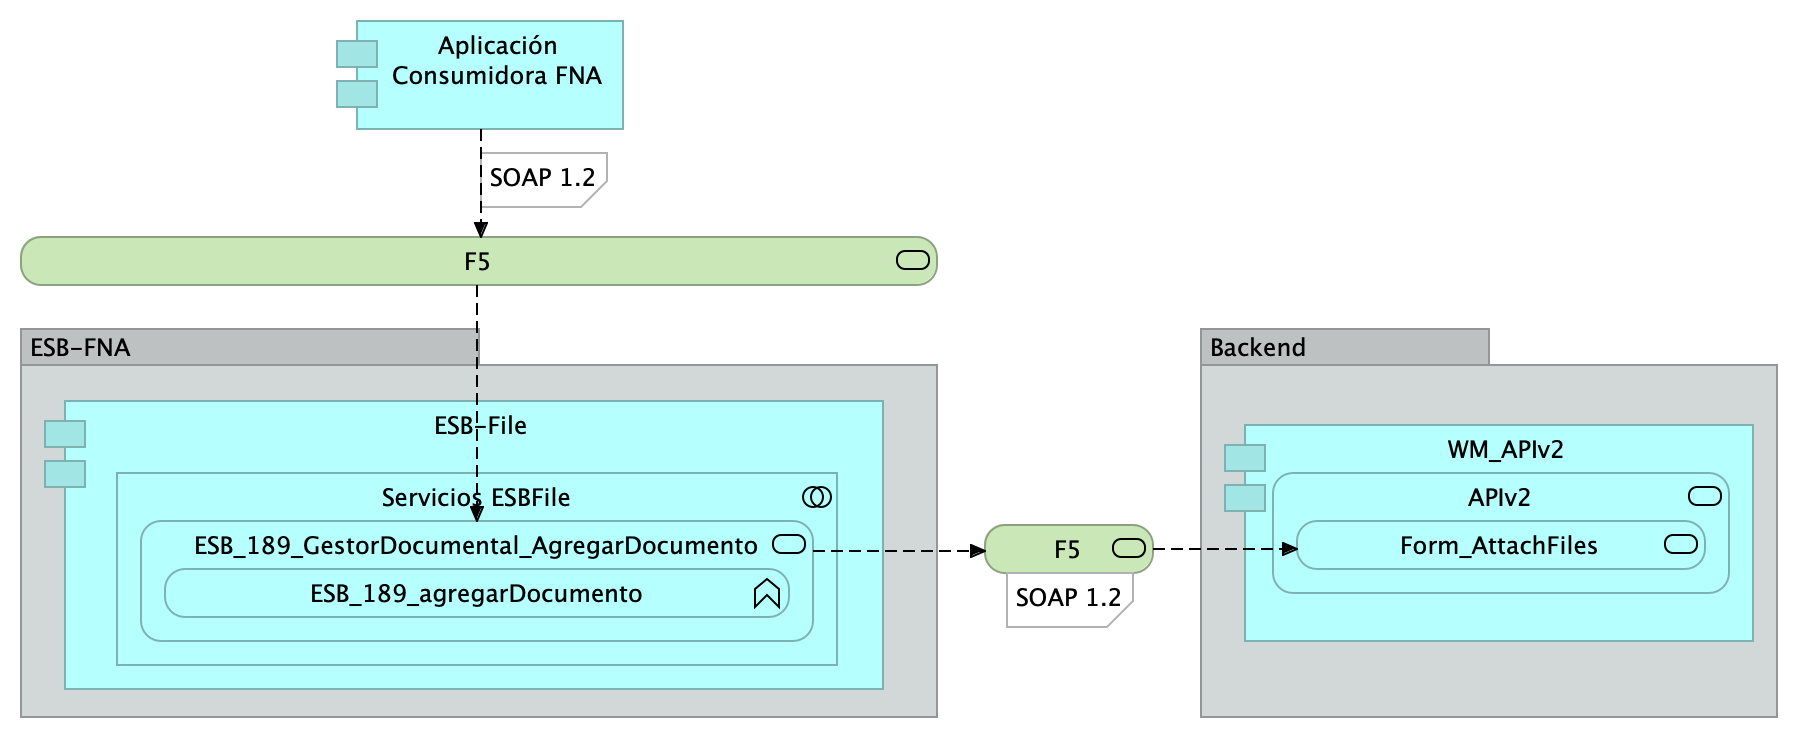 Aplicación
Consumidora FNA
SOAP 1.2
F5
ESB-FNA
Backend
ESB-File
WM_APIv2
Servicios ESBFile
APIv2
ESB_189_GestorDocumental_AgregarDocumento
F5
Form_AttachFiles
ESB_189_agregarDocumento
SOAP 1.2